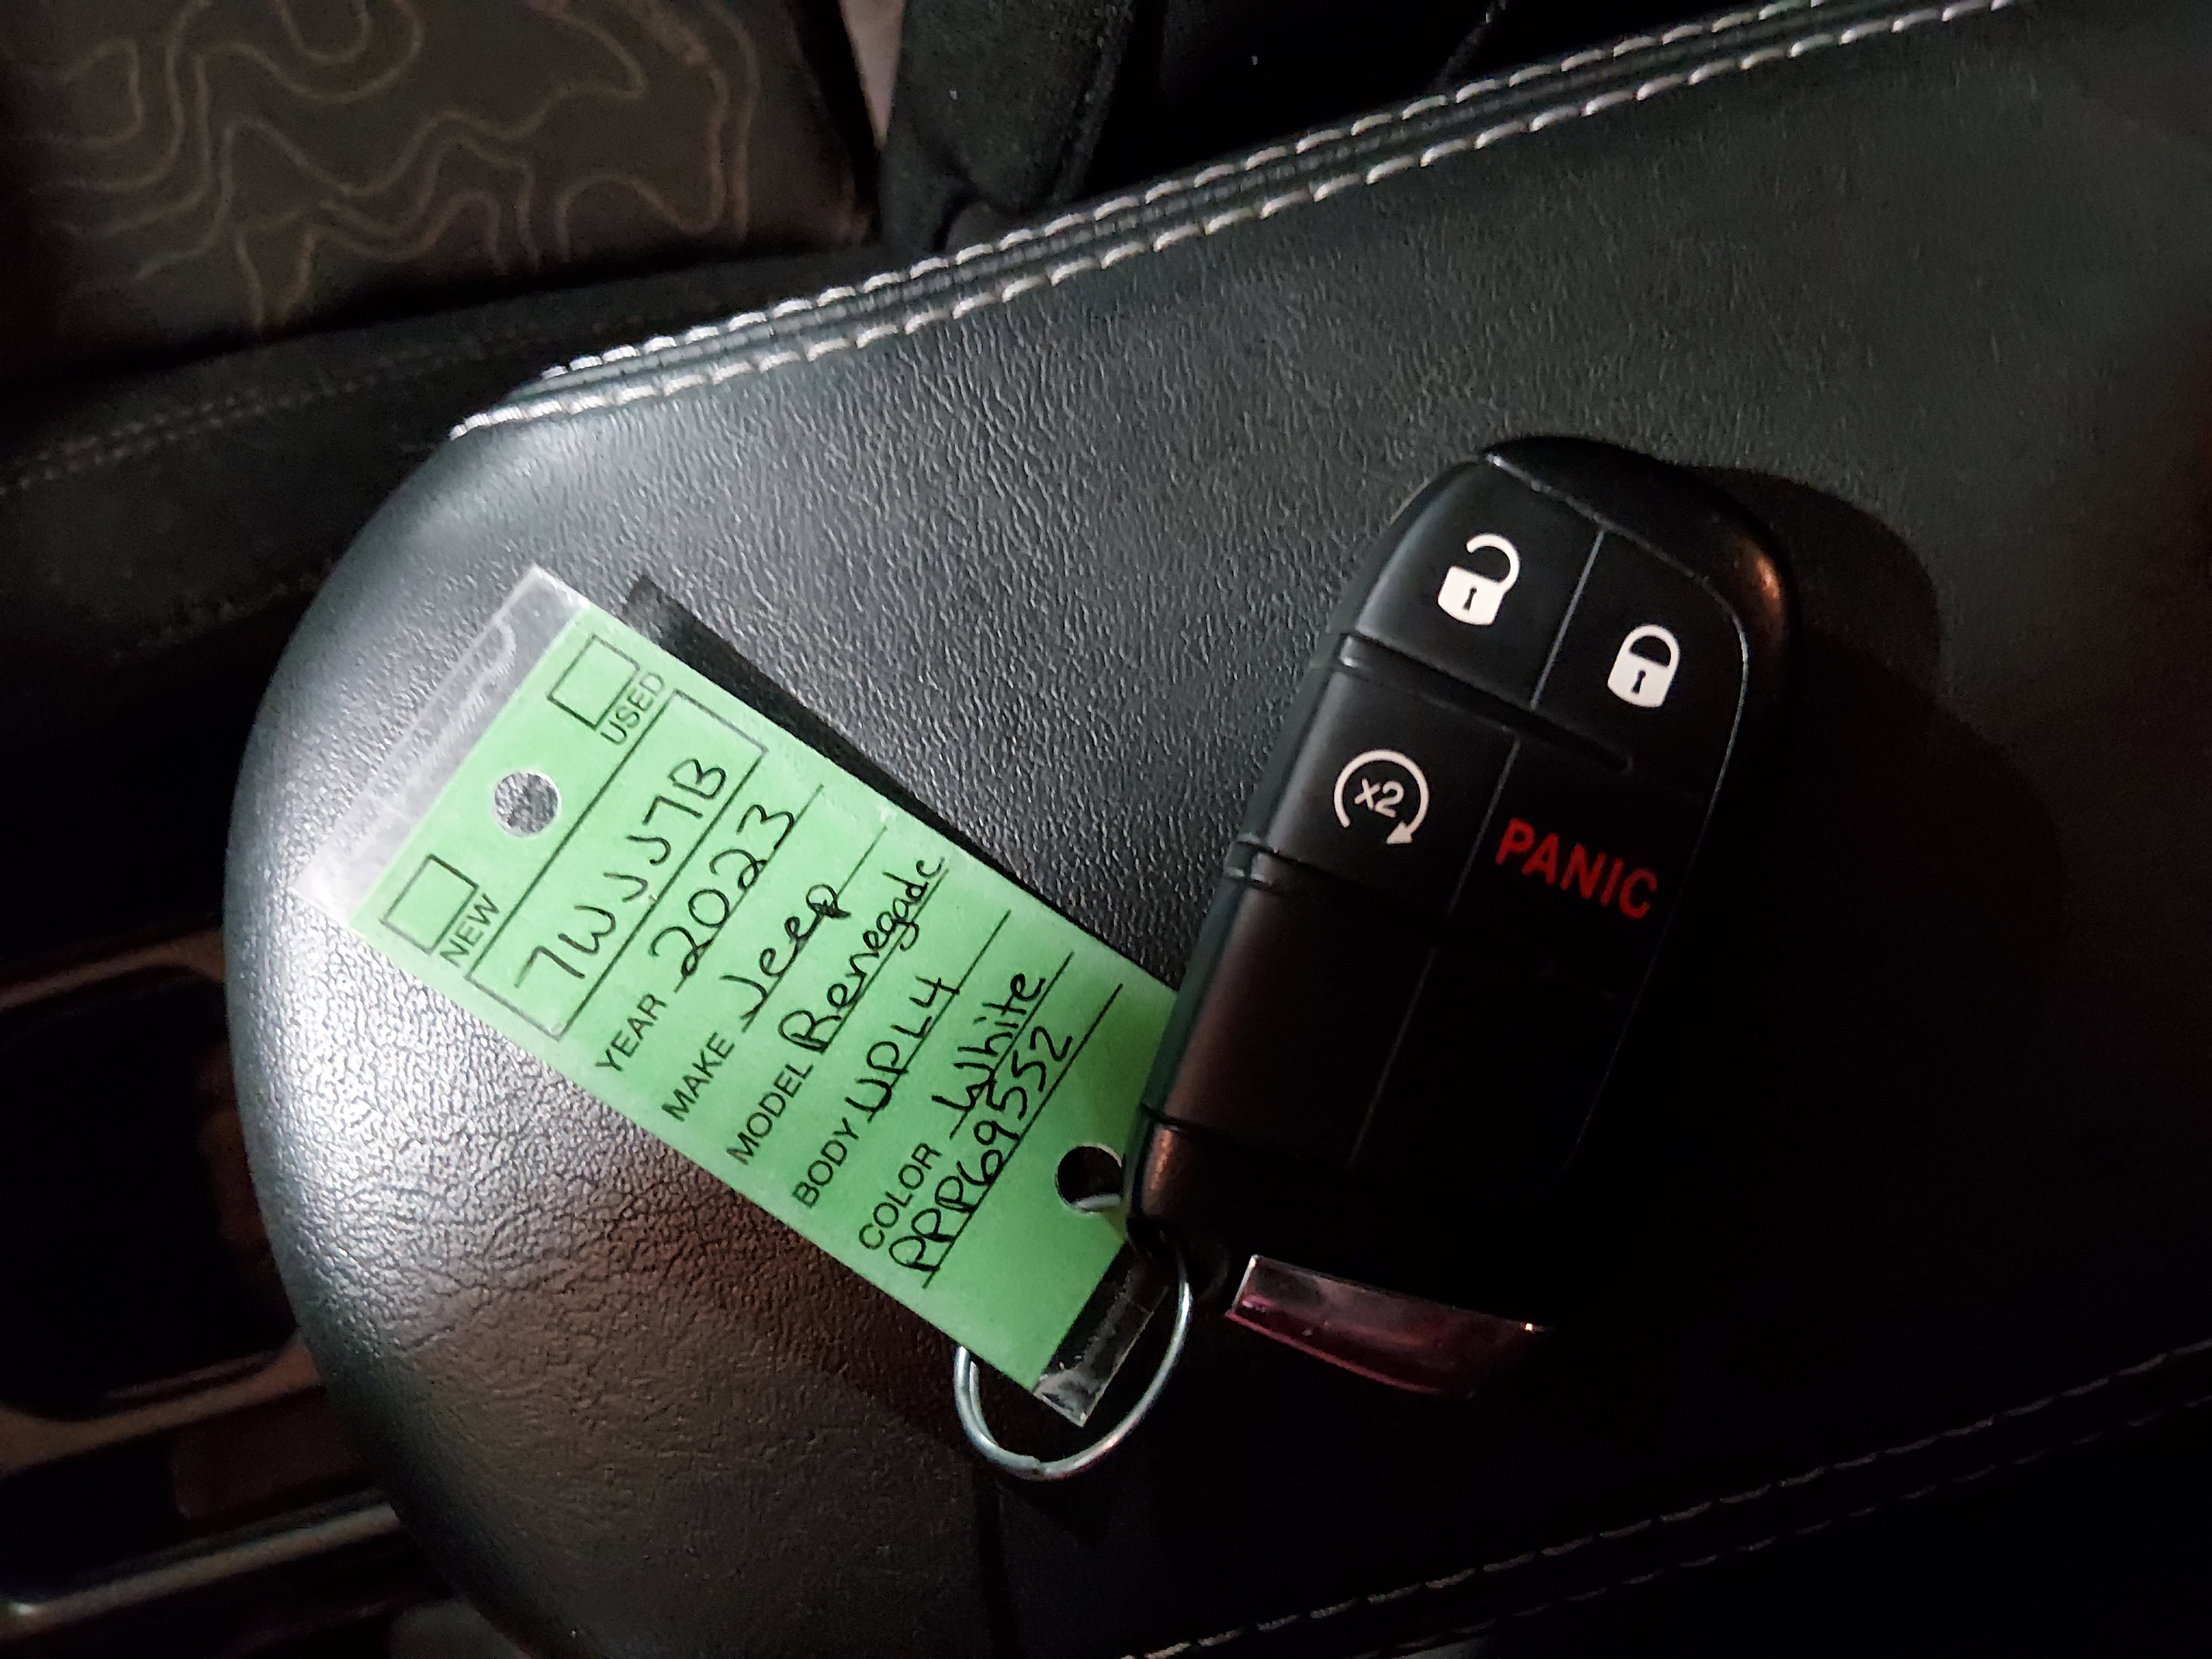 NEW USED
7WJJ7B
YEAR 2023
MAKE Jeep
MODEL Renegade
BODY UPL4
COLOR White
PPP69552
x2
PANIC